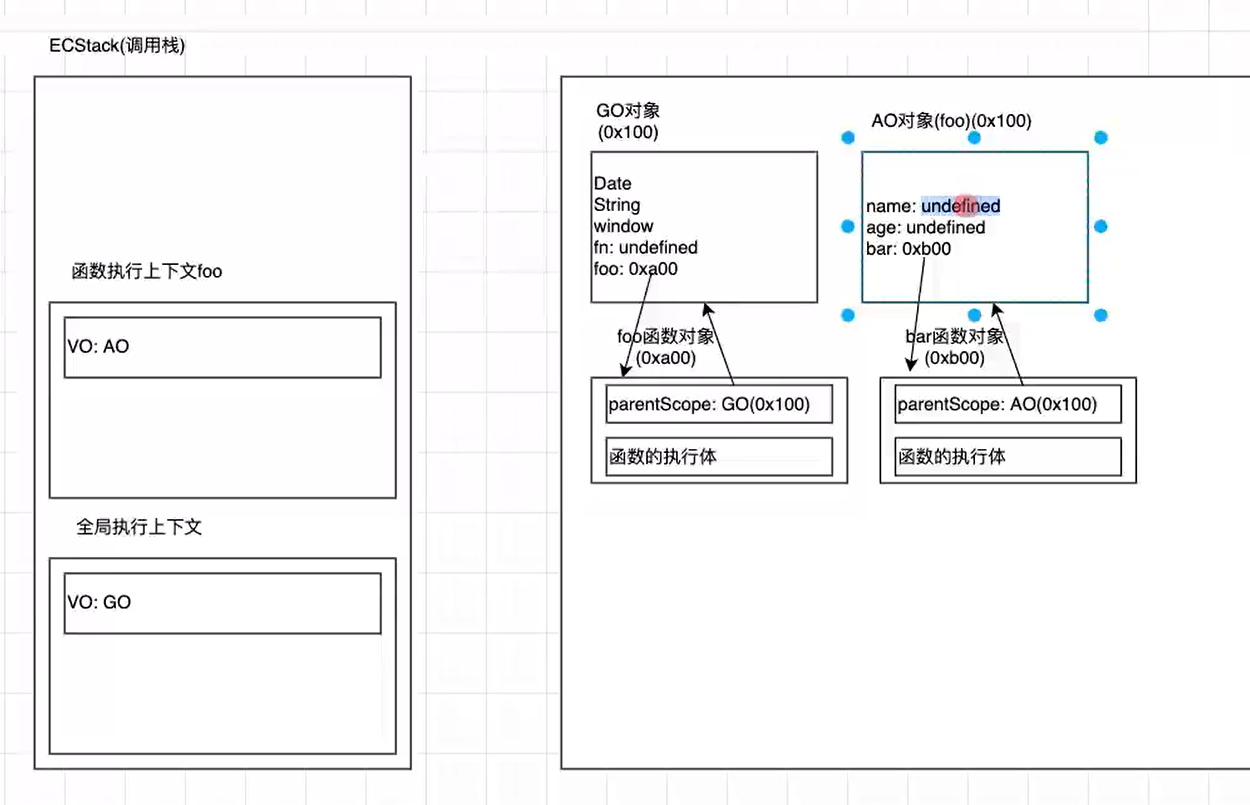 ECStack(调用栈)
函数执行上下文foo
VO: AO
全局执行上下文
VO: GO
GO对象
(0x100)
Date
String
window
fn: undefined
foo: 0xa00
foo函数对象
(0xa00)
parentScope: GO(0x100)
函数的执行体
AO对象(foo)(0x100)
name: undefined
age: undefined
bar: 0xb00
bar函数对象
(0xb00)
parentScope: AO(0x100)
函数的执行体